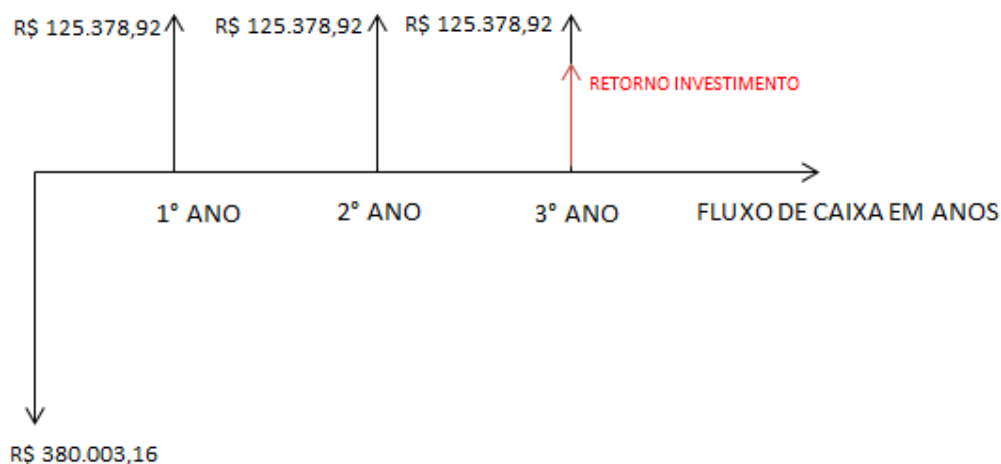 R$ 125.378,92
R$ 125.378,92
R$ 125.378,92
RETORNO INVESTIMENTO
1° ANO
2° ANO
3° ANO
FLUXO DE CAIXA EM ANOS
R$ 380.003,16